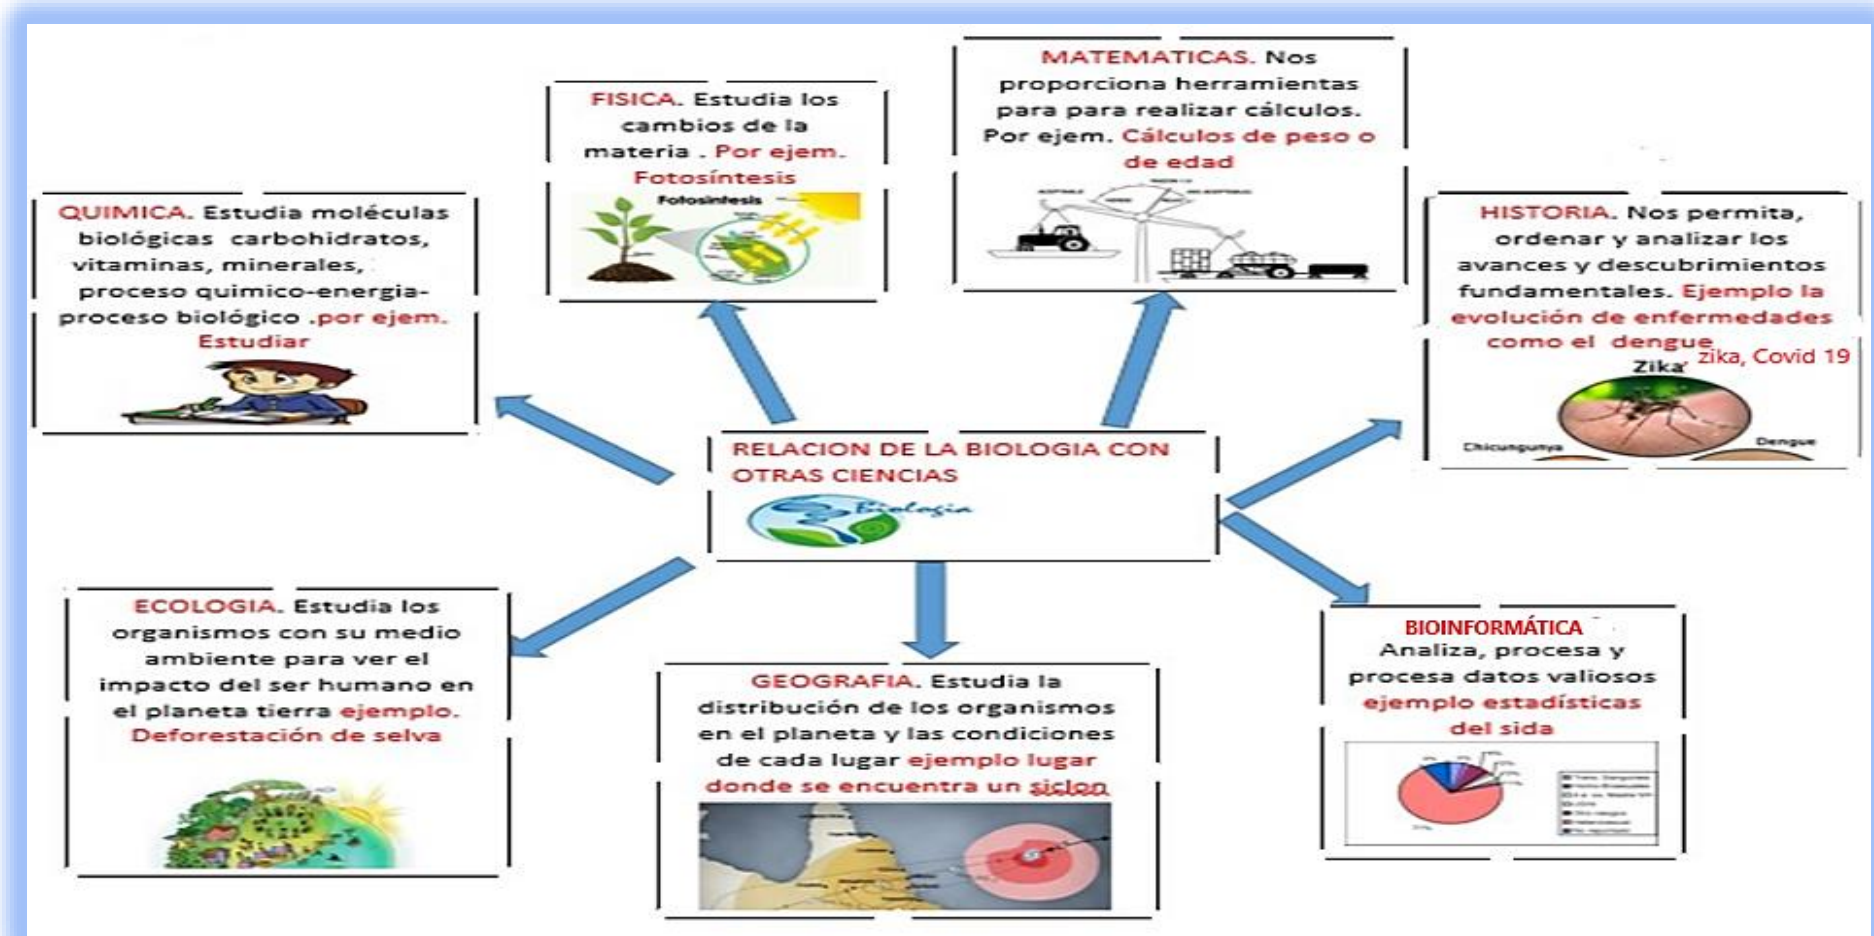 MATEMATICAS. Nos
proporciona herramientas
para para realizar cálculos.
Por ejem. Cálculos de peso o
de edad
FISICA. Estudia los
cambios de la
materia . Por ejem.
Fotosíntesis
Fotosintesis
QUIMICA. Estudia moléculas
biológicas carbohidratos,
vitaminas, minerales,
proceso quimico-energia-
proceso biológico .por ejem.
Estudiar
HISTORIA. Nos permita,
ordenar y analizar los
avances y descubrimientos
fundamentales. Ejemplo la
evolución de enfermedades
como el dengue
zika, Covid 19
Zika
Chicungunya
Dengue
RELACION DE LA BIOLOGIA CON
OTRAS CIENCIAS
Biología
ECOLOGIA. Estudia los
organismos con su medio
ambiente para ver el
impacto del ser humano en
el planeta tierra ejemplo.
Deforestación de selva
GEOGRAFIA. Estudia la
distribución de los organismos
en el planeta y las condiciones
de cada lugar ejemplo lugar
donde se encuentra un siclon
BIOINFORMÁTICA
Analiza, procesa y
procesa datos valiosos
ejemplo estadísticas
del sida